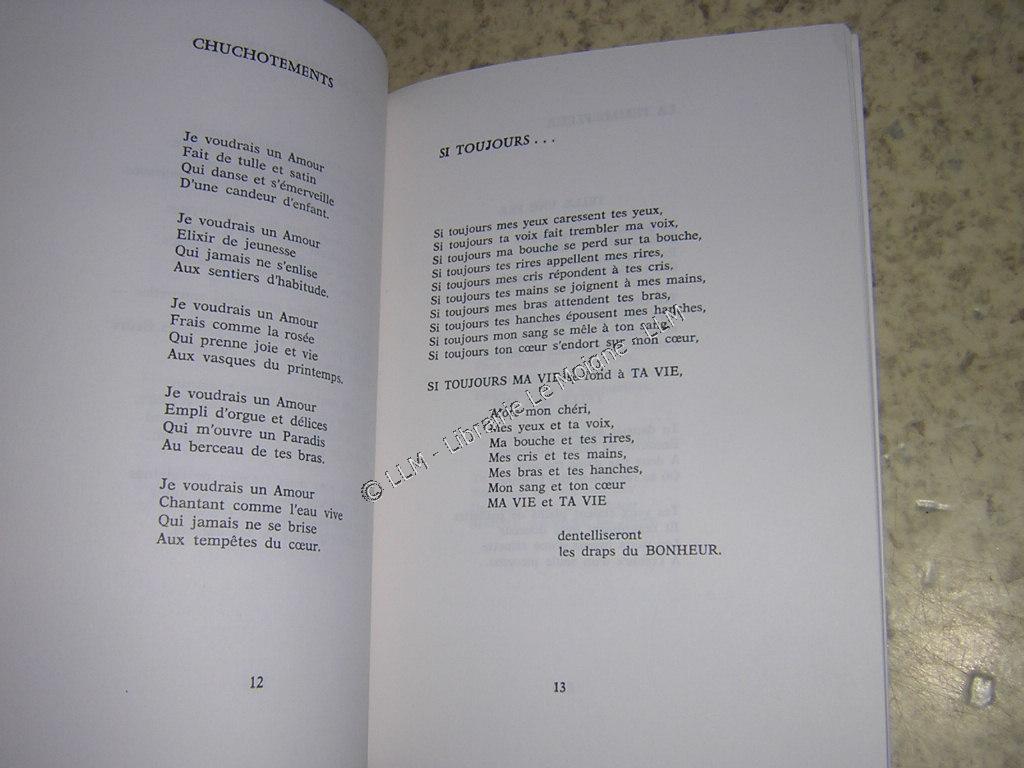 CHUCHOTEMENTS
Je voudrais un Amour
Fait de tulle et satin
Qui danse et s'émerveille
D'une candeur d'enfant.
Je voudrais un Amour
Elixir de jeunesse
Qui jamais ne s'enlise
Aux sentiers d'habitude.
Je voudrais un Amour
Frais comme la rosée
Qui prenne joie et vie
Aux vasques du printemps.
Je voudrais un Amour
Empli d'orgue et délices
Qui m'ouvre un Paradis
Au berceau de tes bras.
Je voudrais un Amour
Chantant comme l'eau vive
Qui jamais ne se brise
Aux tempêtes du cœur.
12
SI TOUJOURS...
Si toujours mes yeux caressent tes yeux,
Si toujours ta voix fait trembler ma voix,
Si toujours ma bouche se perd sur ta bouche,
Si toujours tes rires appellent mes rires,
Si toujours mes cris répondent à tes cris,
Si toujours tes mains se joignent à mes mains,
Si toujours mes bras attendent tes bras,
Si toujours tes hanches épousent mes hanches,
Si toujours mon sang se mêle à ton sang
Si toujours ton cœur s'endort sur mon cœur,
SI TOUJOURS MA VIE fond à TA VIE,
Alors mon chéri,
Mes yeux et ta voix,
Ma bouche et tes rires,
Mes cris et tes mains,
Mes bras et tes hanches,
Mon sang et ton cœur
MA VIE et TA VIE
dentelliseront
les draps du BONHEUR.
13
© LLM - Librairie Le Moigne - LLM